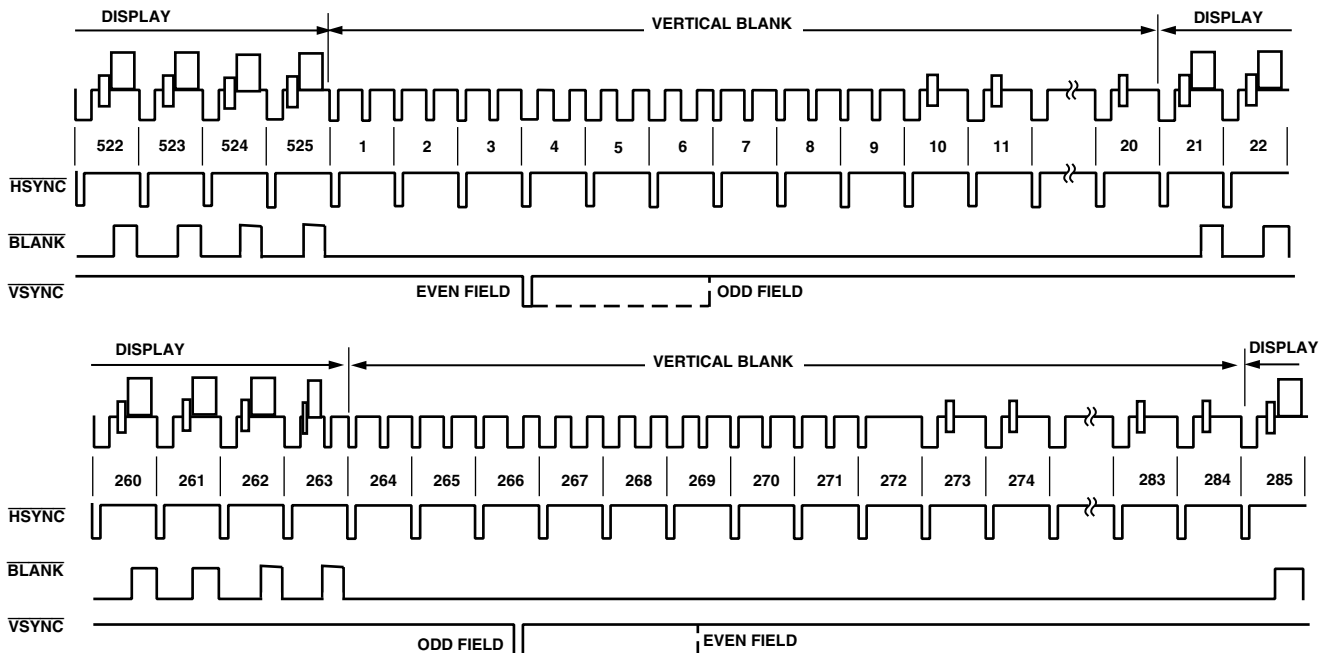 DISPLAY VERTICAL BLANK DISPLAY
522 523 524 525 1 2 3 4 5 6 7 8 9 10 11 20 21 22
HSYNC
BLANK
VSYNC
EVEN FIELD ODD FIELD
DISPLAY VERTICAL BLANK DISPLAY
260 261 262 263 264 265 266 267 268 269 270 271 272 273 274 283 284 285
HSYNC
BLANK
VSYNC
ODD FIELD EVEN FIELD